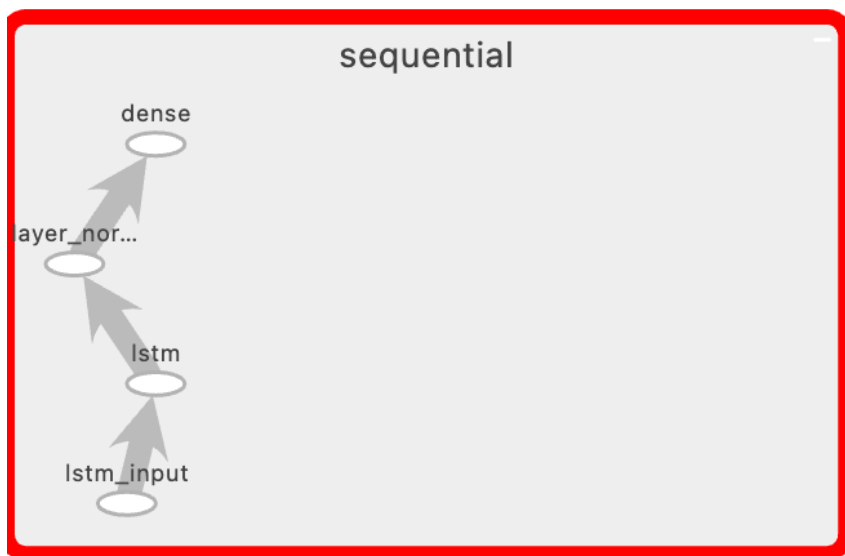 sequential
dense
layer_nor...
lstm
lstm_input